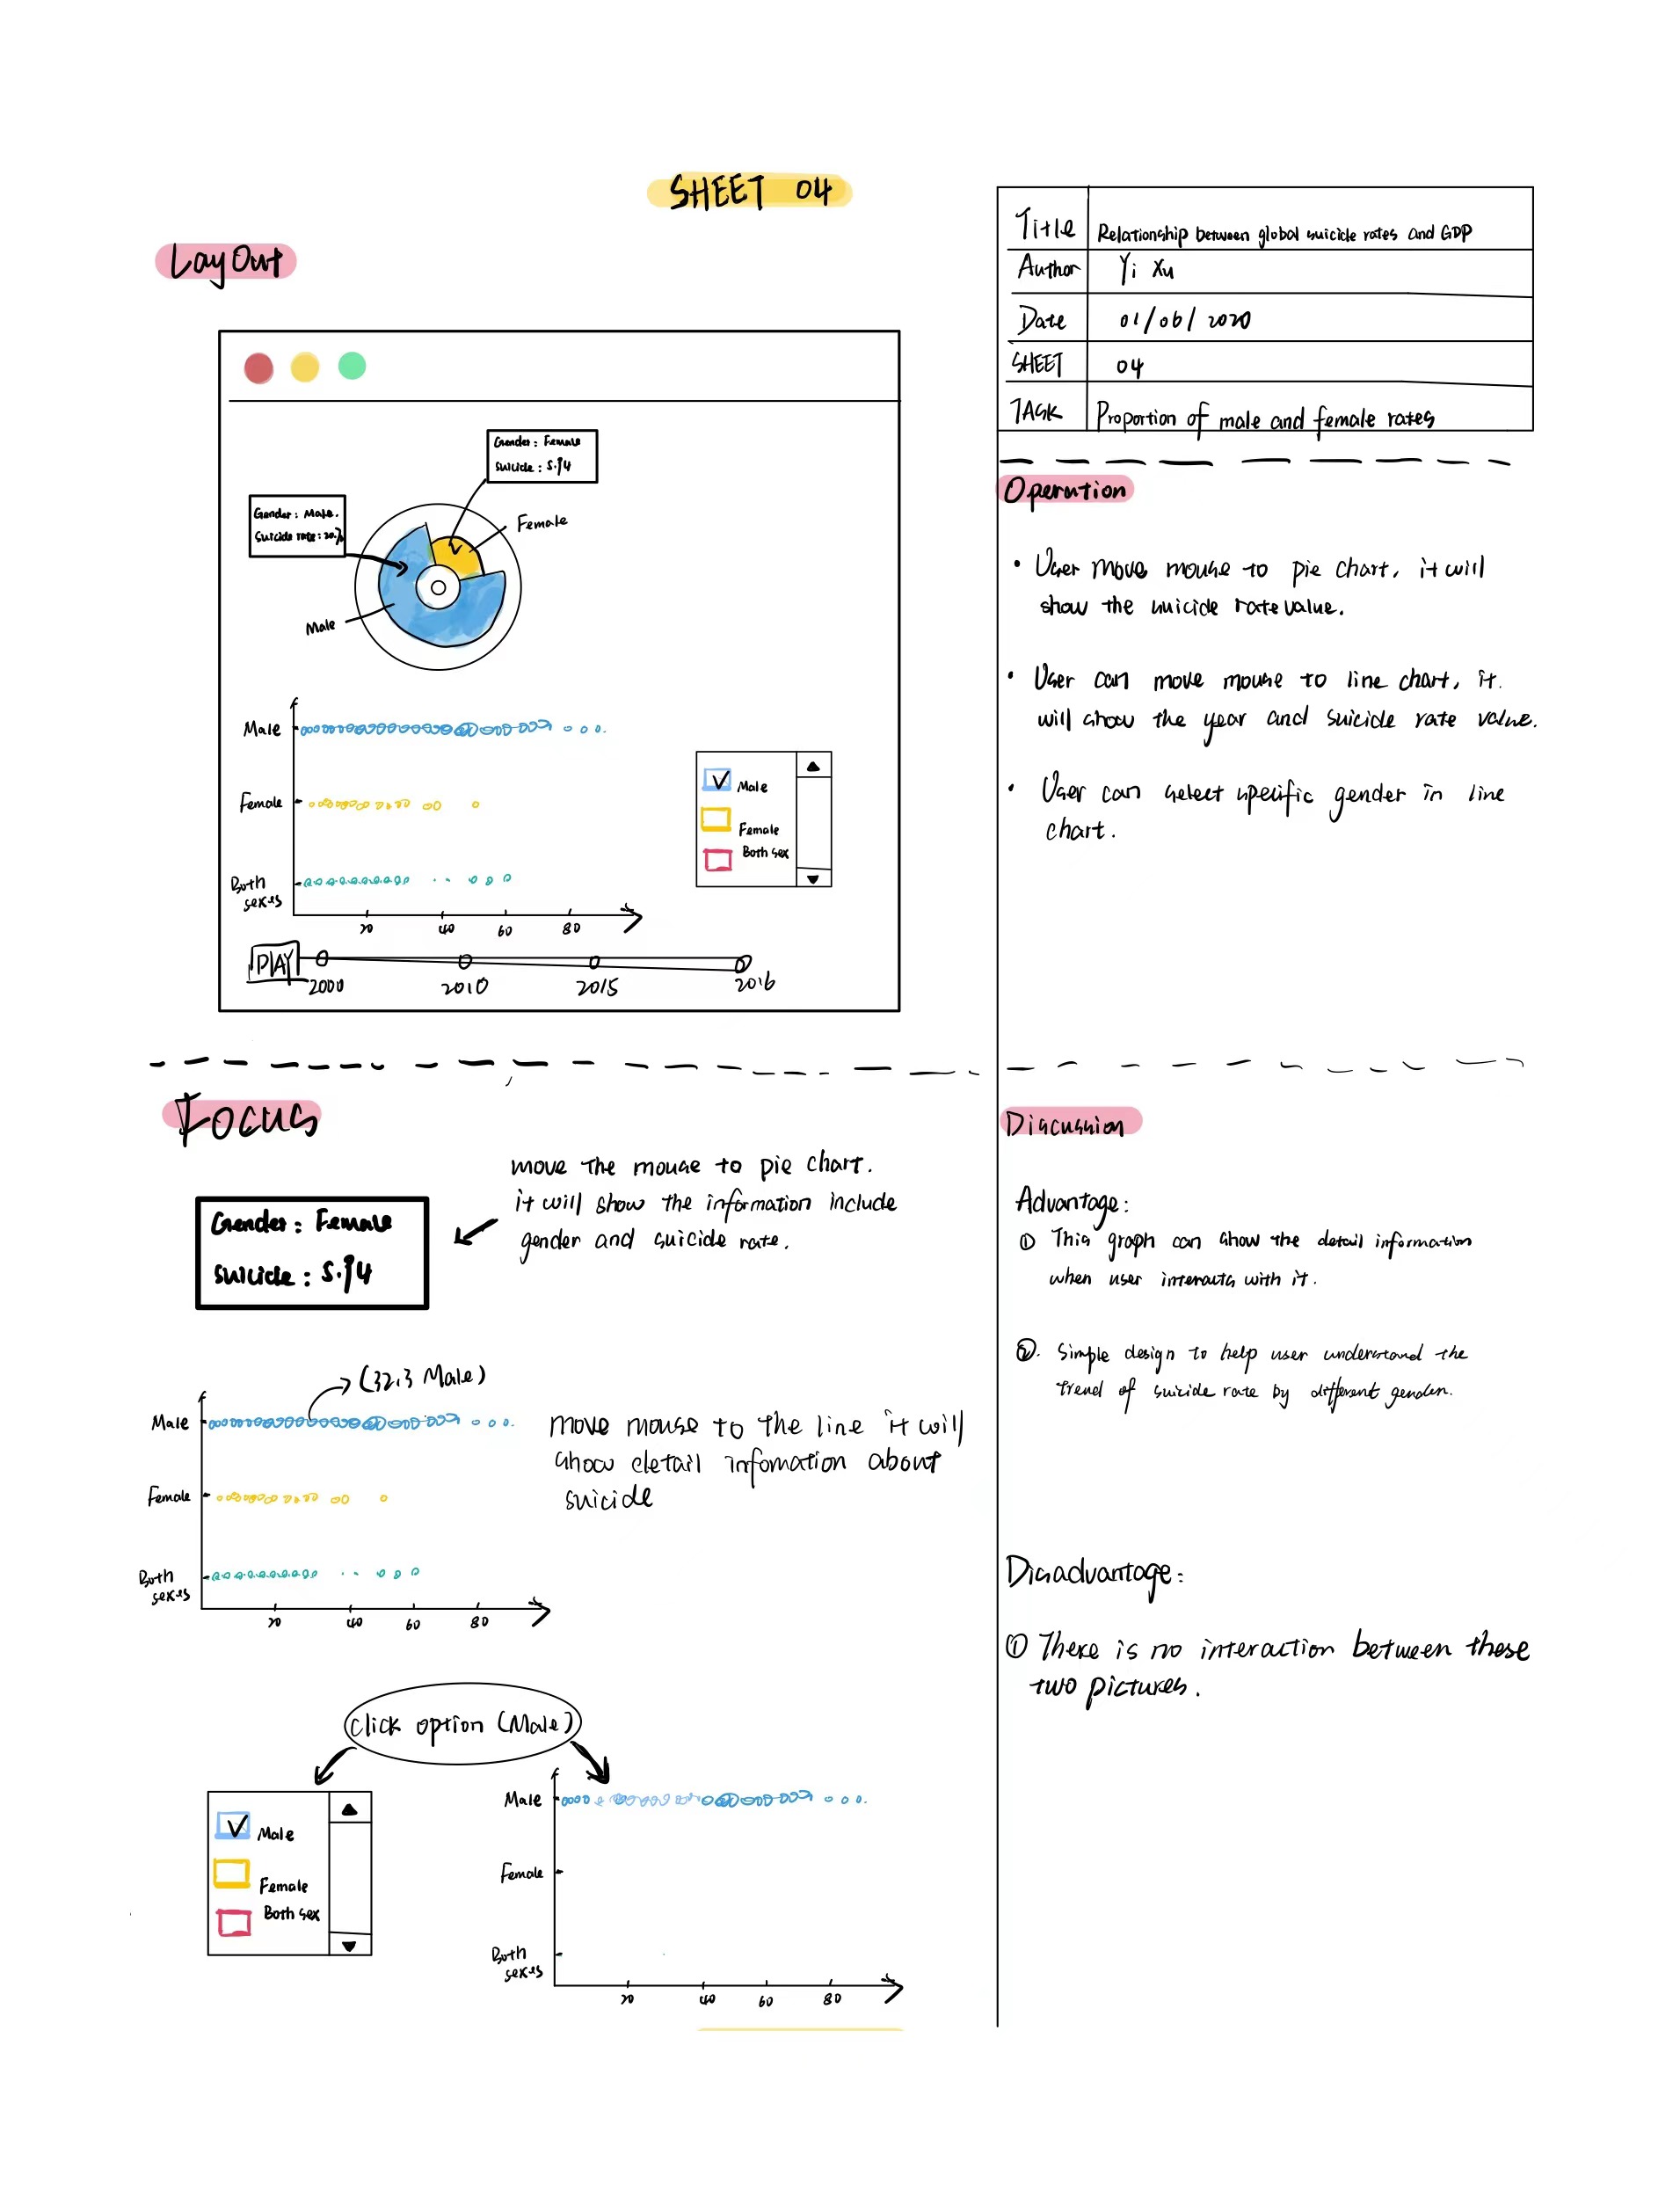 SHEET 04
LayOut
Title
Relationship between global suicide rates and GDP
Author
Yi Xu
Date
01/06/2020
SHEET
04
TASK
Proportion of male and female rates
Gender: Female
Suicide:
Gender: Male.
Suicide rate:
Female
Male
Male
Female
Both
sexes
20 40 60 80
Male
Female
Both sex
PLAY
2000 2010 2015 2016
Operation
• User move mouse to pie chart, it will
show the suicide rate value.
• User can move mouse to line chart, it
will show the year and suicide rate value.
• User can select specific gender in line
chart.
Focus
move the mouse to pie chart.
it will show the information include
gender and suicide rate.
Gender: Female
Suicide:
(32.3 Male)
Male
Female
Both
sexes
20 40 60 80
move mouse to the line it will
show detail infomation about
suicide
click option (Male)
Male
Female
Both sex
Male
Female
Both
sexes
20 40 60 80
Discussion
Advantage:
① This graph can show the detail information
when user interacts with it.
②. Simple design to help user understand the
trend of suicide rate by different gender.
Disadvantage:
① There is no interaction between these
two pictures.